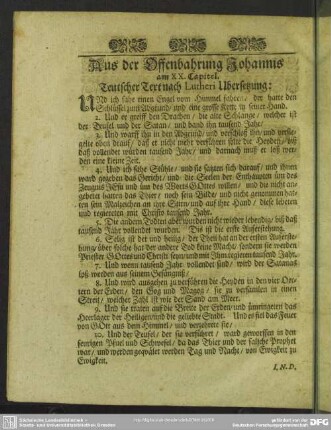 Aus der Offenbahrung Johannis
am XX. Capitel.
Teutscher Text nach Lutheri Ubersetzung:
UNd ich sahe einen Engel vom Himmel fahren / der hatte den
Schlüssel zum Abgrund / und eine grosse Kette in seiner Hand.
2. Und er greiff den Drachen / die alte Schlange / welcher ist
der Teufel und der Satan / und band ihn tausend Jahr /
3. Und warff ihn in den Abgrund / und verschloß ihn / und versie-
gelte oben drauf / daß er nicht mehr verführen solte die Heyden / biß
daß vollendet würden tausend Jahr / und dernach muß er loß wer-
den eine kleine Zeit.
4. Und ich sahe Stühle / und sie satzten sich darauf / und ihnen
ward gegeben das Gericht / und die Seelen der Enthaupten üm des
Zeugniß JEsu und üm des Worts GOttes willen / und die nicht an-
gebetet hatten das Thier / noch sein Bilde / und nicht genommen hat-
ten sein Malzeichen an ihre Stirn und auf ihre Hand / diese lebeten
und regiereten mit Christo tausend Jahr.
5. Die andern Todten aber wurden nicht wieder lebendig / biß daß
tausend Jahr vollendet wurden. Dis ist die erste Aufferstehung.
6. Selig ist der und heilig / der Theil hat an der ersten Aufferste-
hung / über solche hat der andere Tod keine Macht / sondern sie werden
Priester GOttes und Christi seyn / und mit Ihm regieren tausend Jahr.
7. Und wenn tausend Jahr vollendet sind / wird der Satanas
loß werden aus seinem Gefängniß /
8. Und wird ausgehen zu verführen die Heyden in den vier Oer-
tern der Erden / den Gog und Magog / sie zu versamlen in einen
Streit / welcher Zahl ist wie der Sand am Meer.
9. Und sie traten auf die Breite der Erden / und ümringeten das
Heerlager der Heiligen / und die geliebte Stadt. Und es fiel das Feuer
von GOtt aus dem Himmel / und verzehrte sie /
10. Und der Teufel / der sie verführet / ward geworffen in den
feurigen Pfuel und Schwefel / da das Thier und der falsche Prophet
war / und werden gequälet werden Tag und Nacht / von Ewigkeit zu
Ewigkeit.
I. N. D.